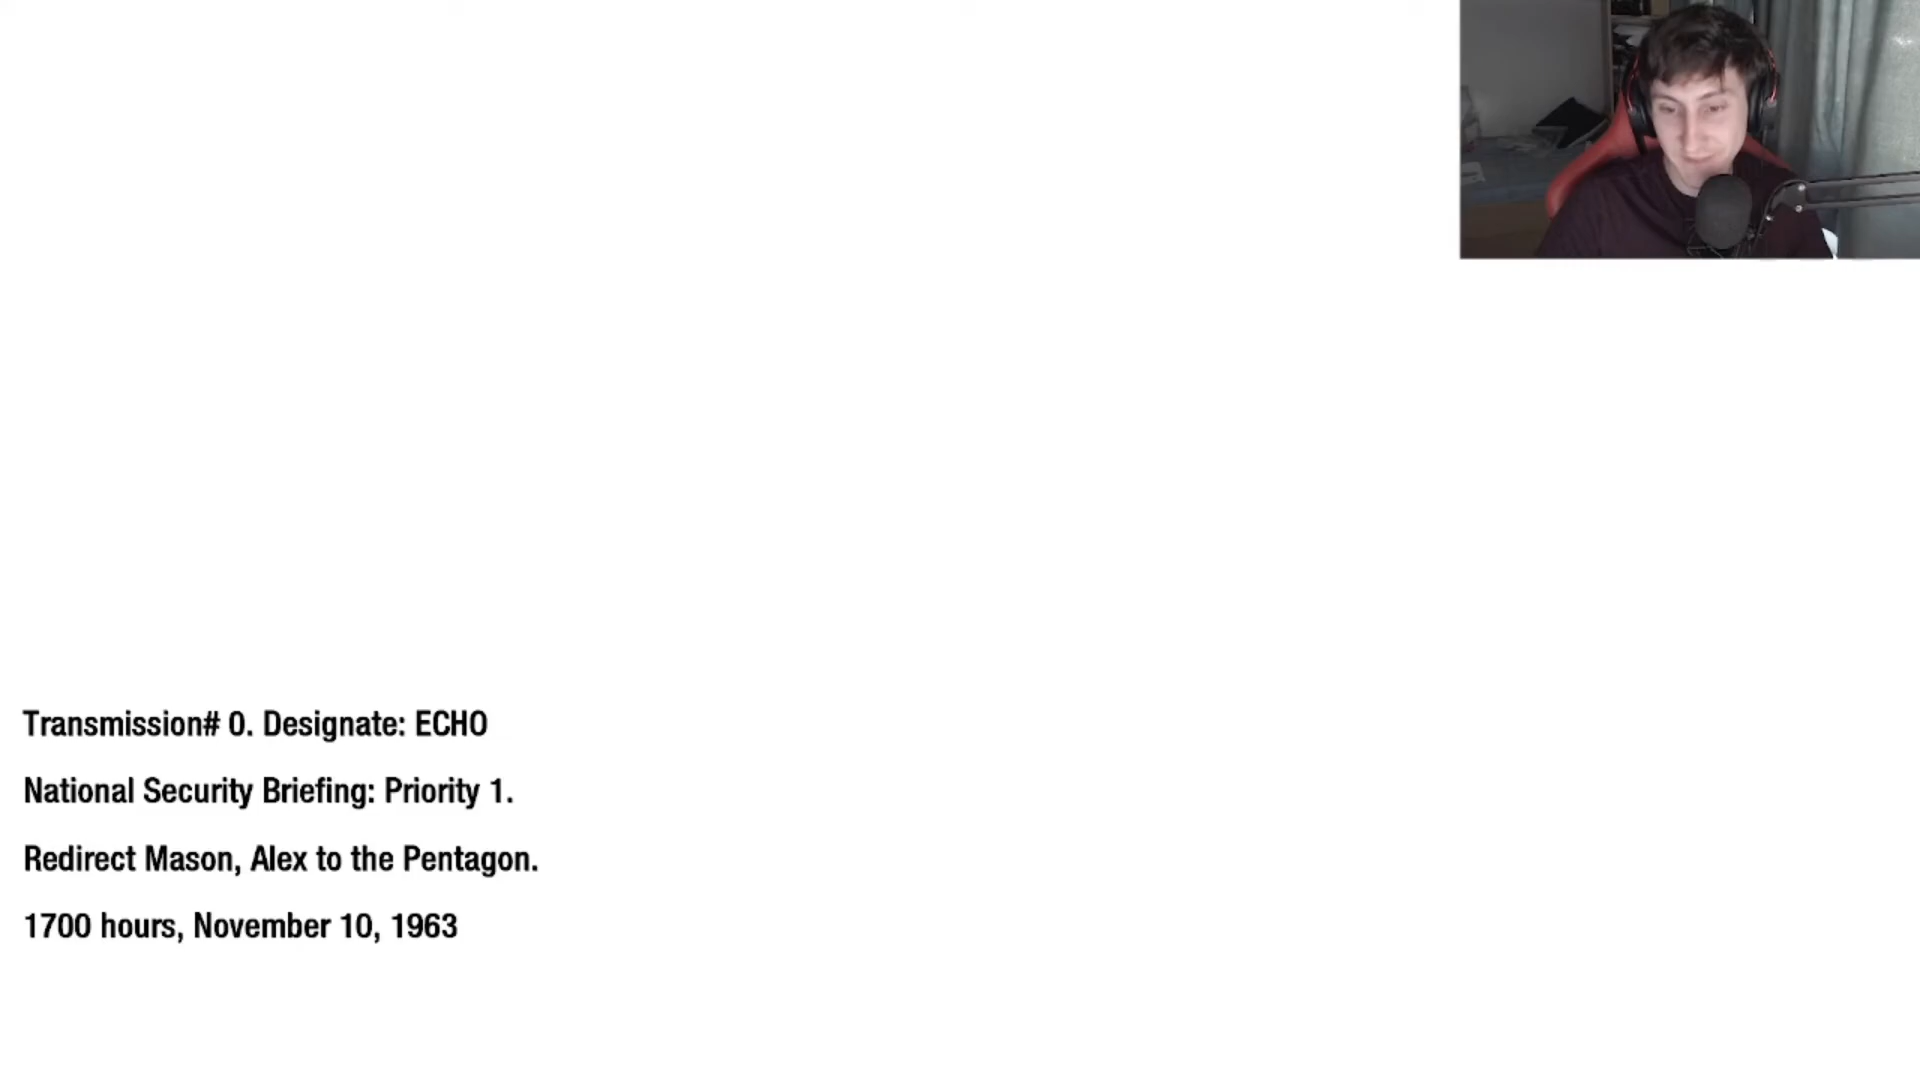 Transmission# 0. Designate: ECHO
National Security Briefing: Priority 1.
Redirect Mason, Alex to the Pentagon.
1700 hours, November 10, 1963